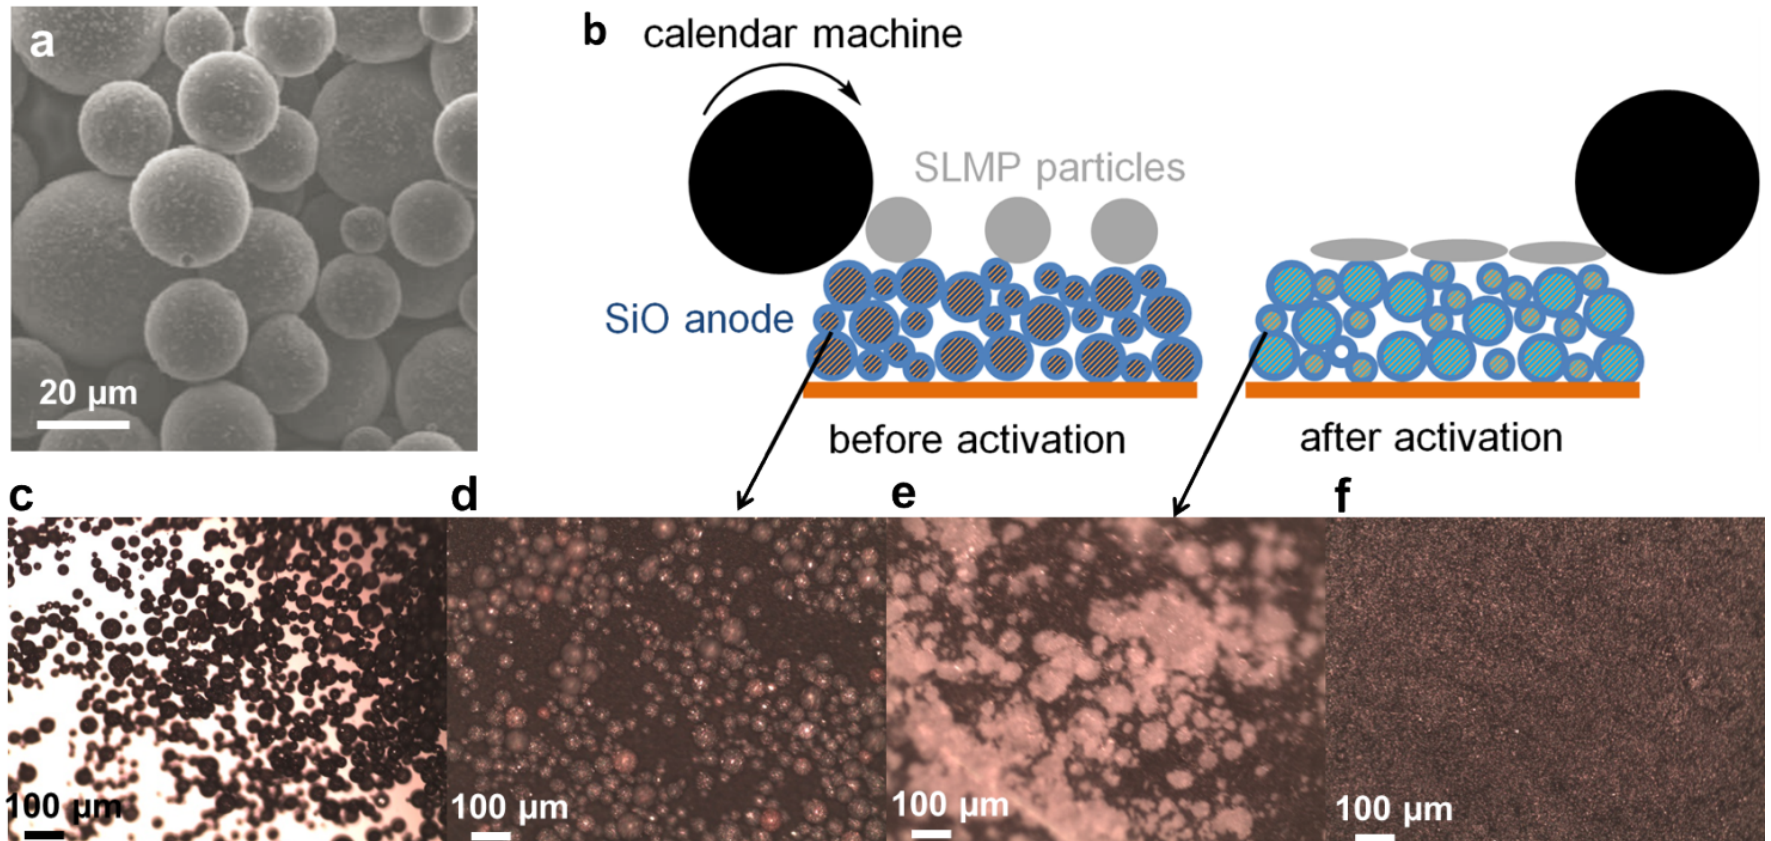 a
20 μm
b
calendar machine
SLMP particles
SiO anode
before activation
after activation
c
d
e
f
100 μm
100 μm
100 μm
100 μm